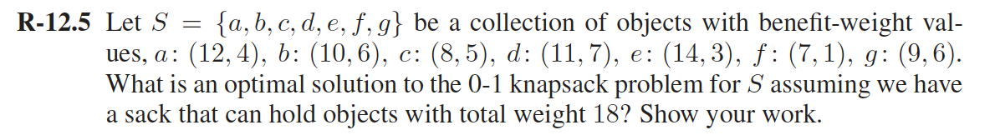 R-12.5 Let S = {a, b, c, d, e, f, g} be a collection of objects with benefit-weight val-
ues, a: (12, 4), b: (10, 6), c: (8, 5), d: (11, 7), e: (14, 3), f: (7, 1), g: (9, 6).
What is an optimal solution to the 0-1 knapsack problem for S assuming we have
a sack that can hold objects with total weight 18? Show your work.